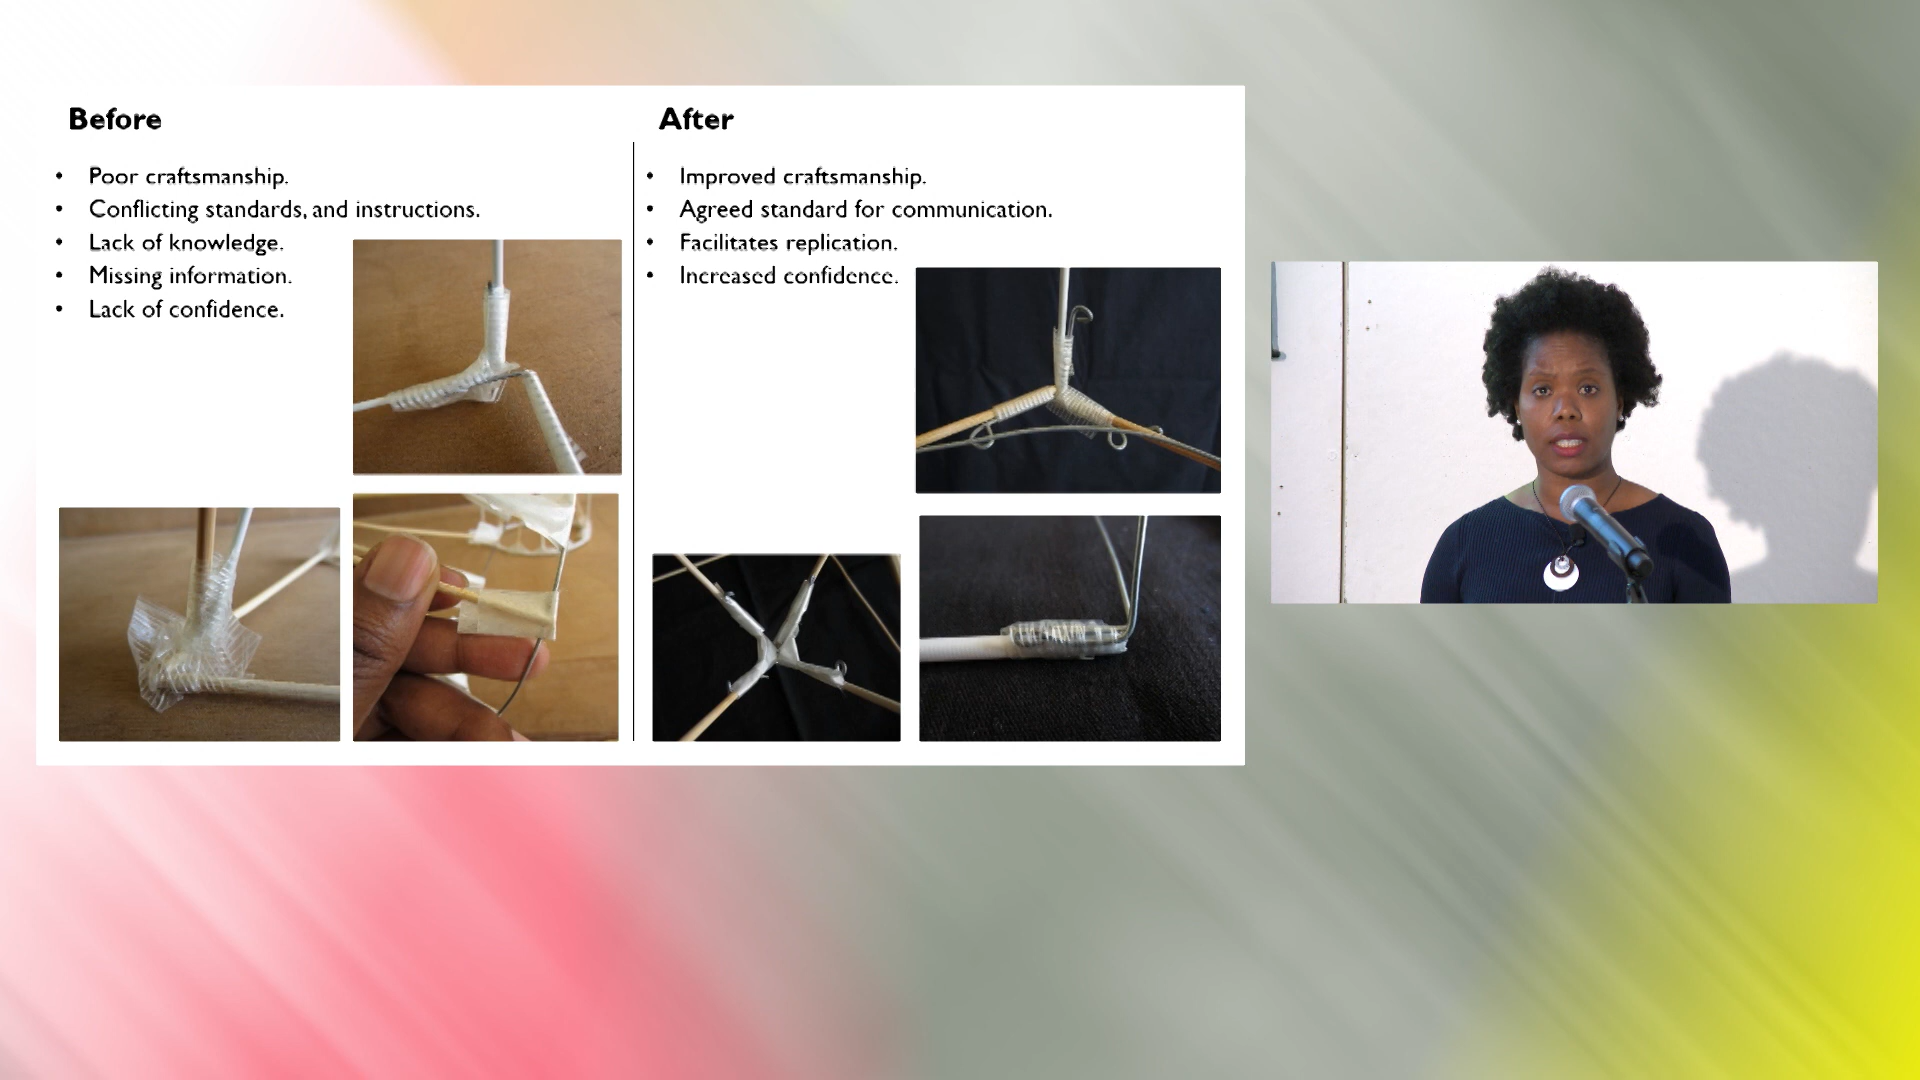 Before
• Poor craftsmanship.
• Conflicting standards, and instructions.
• Lack of knowledge.
• Missing information.
• Lack of confidence.
After
• Improved craftsmanship.
• Agreed standard for communication.
• Facilitates replication.
• Increased confidence.